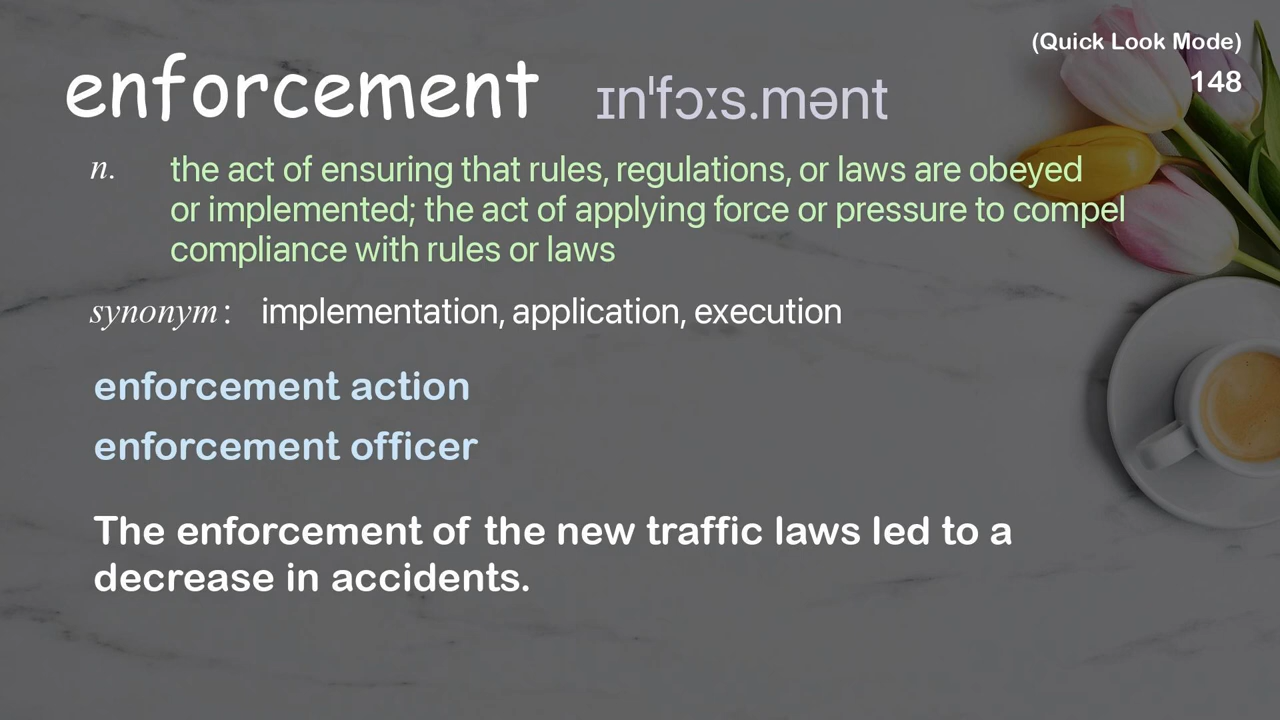 (Quick Look Mode)
148
enforcement ɪnˈfɔːs.mənt
n. the act of ensuring that rules, regulations, or laws are obeyed
or implemented; the act of applying force or pressure to compel
compliance with rules or laws
synonym: implementation, application, execution
enforcement action
enforcement officer
The enforcement of the new traffic laws led to a
decrease in accidents.